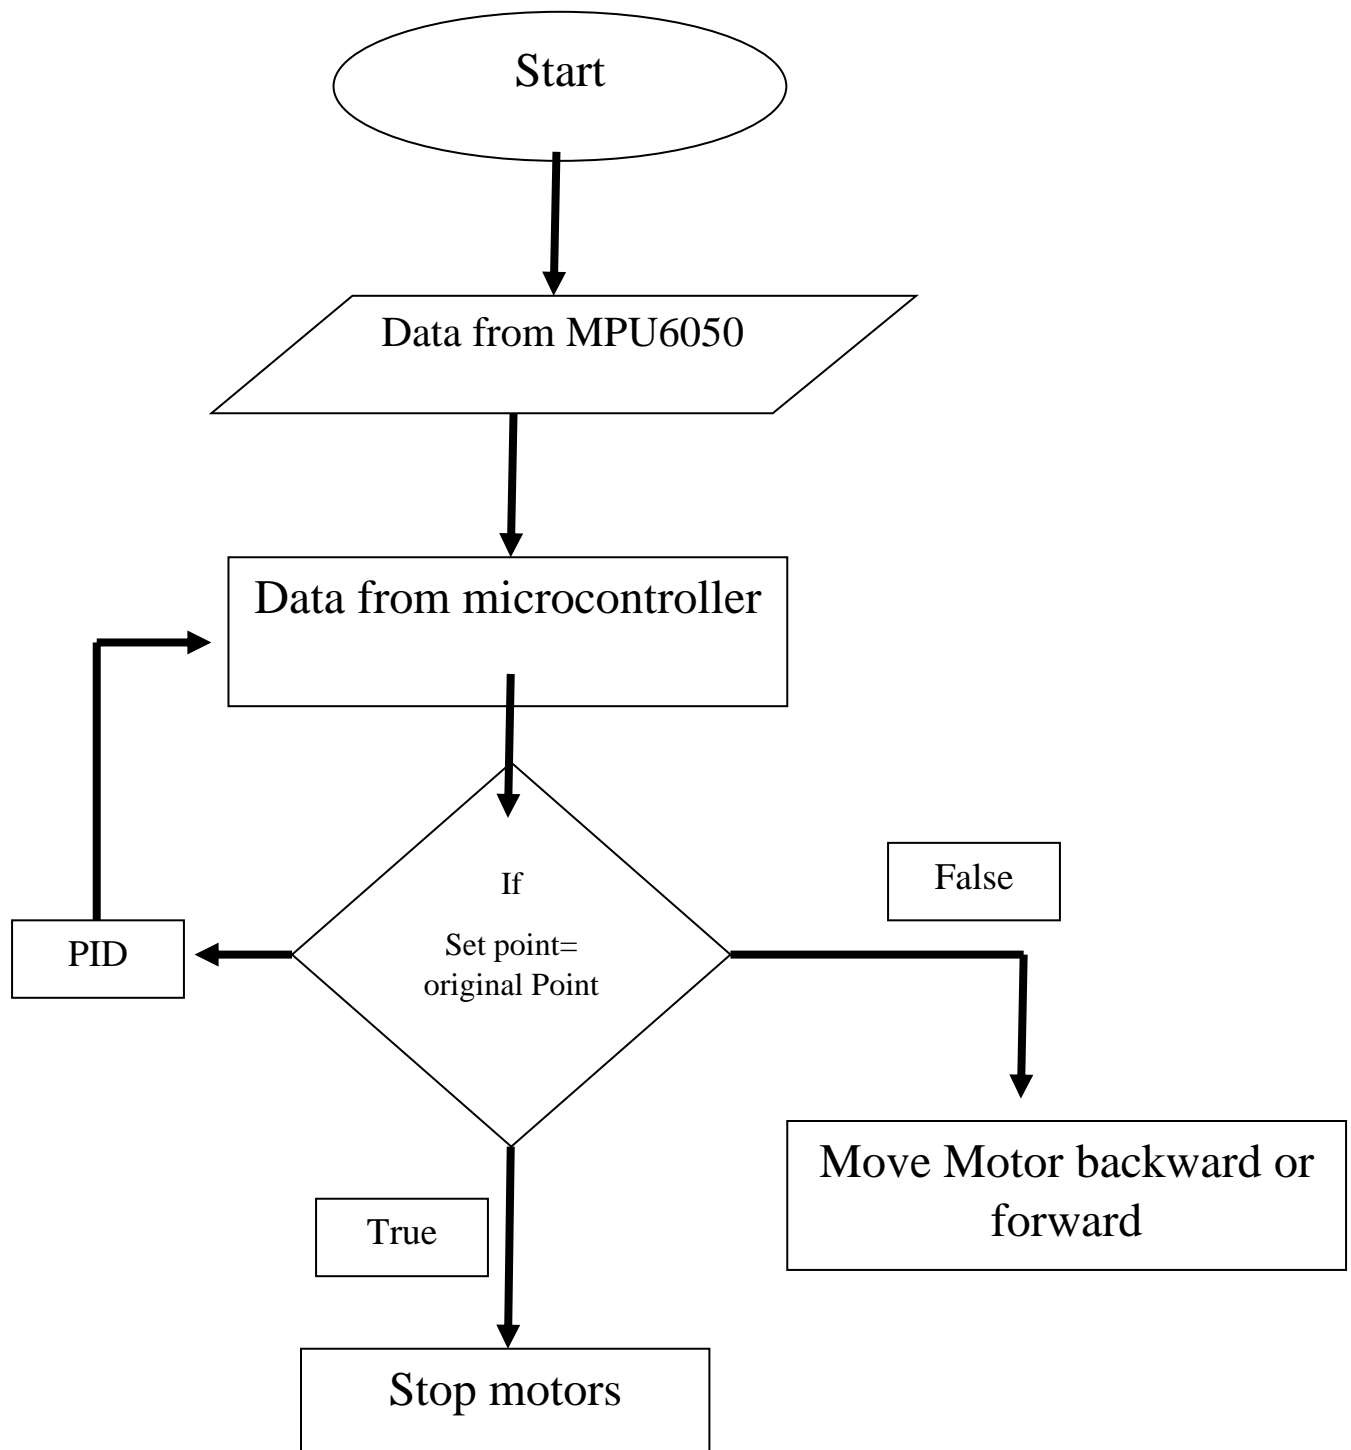 Start
Data from MPU6050
Data from microcontroller
If
Set point=
original Point
False
PID
Move Motor backward or
forward
True
Stop motors